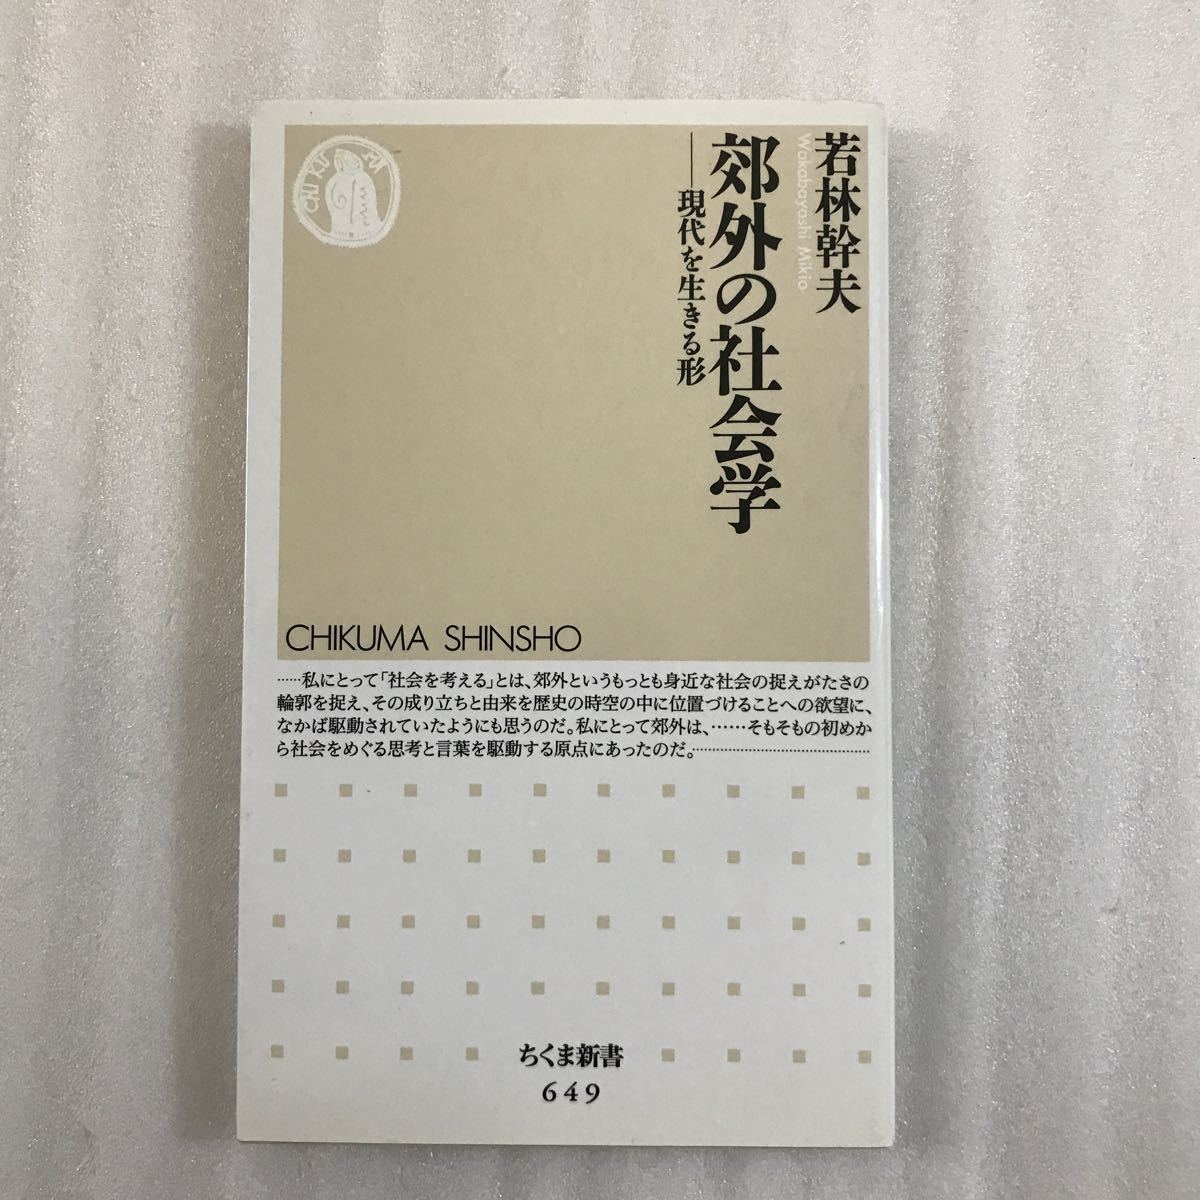 若林幹夫
Wakabayashi Mikio
郊外の社会学
——現代を生きる形
CHIKUMA
CHIKUMA SHINSHO
……私にとって「社会を考える」とは、郊外というもっとも身近な社会の捉えがたさの
輪郭を捉え、その成り立ちと由来を歴史の時空の中に位置づけることへの欲望に、
なかば駆動されていたようにも思うのだ。私にとって郊外は、……そもそもの初めか
ら社会をめぐる思考と言葉を駆動する原点にあったのだ。……………………………………
ちくま新書
649